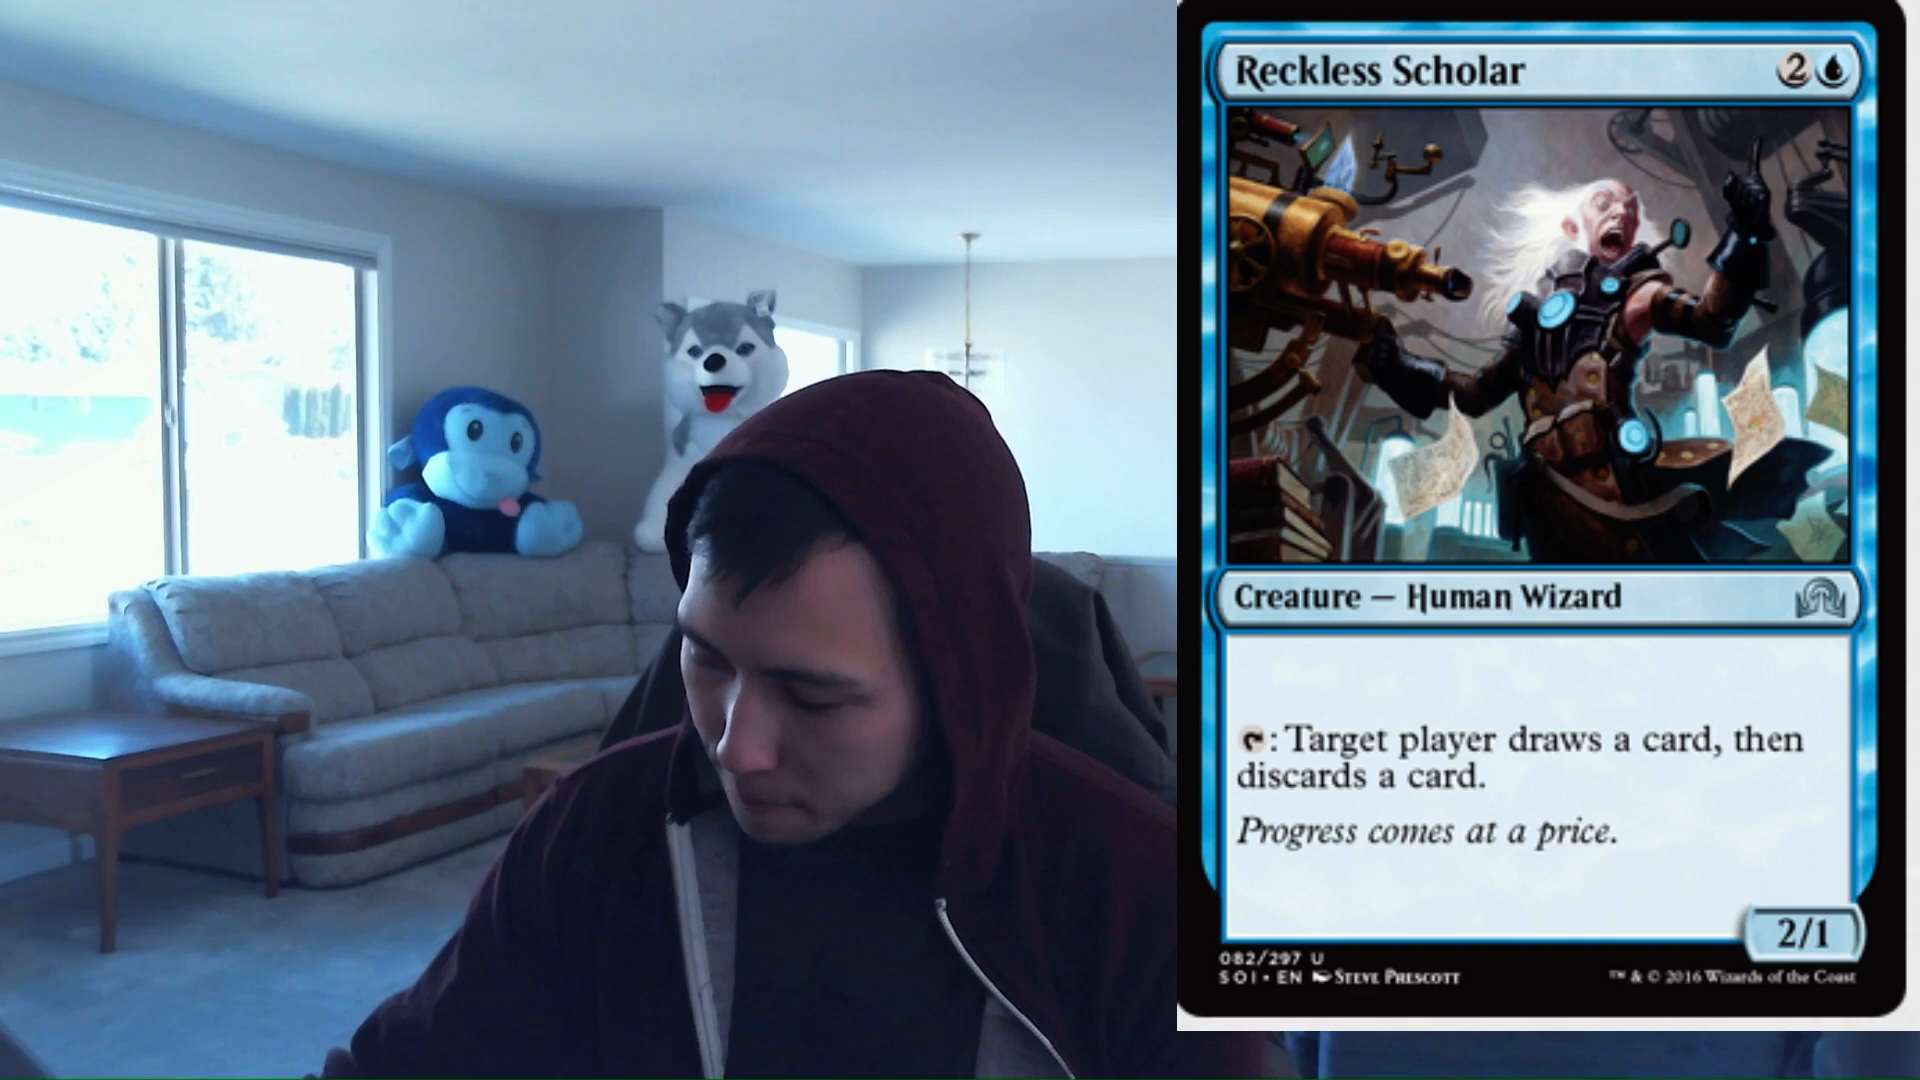 Reckless Scholar 2
Creature — Human Wizard
: Target player draws a card, then
discards a card.
Progress comes at a price.
2/1
082/297 U
SOI • EN Steve Prescott
™ & © 2016 Wizards of the Coast